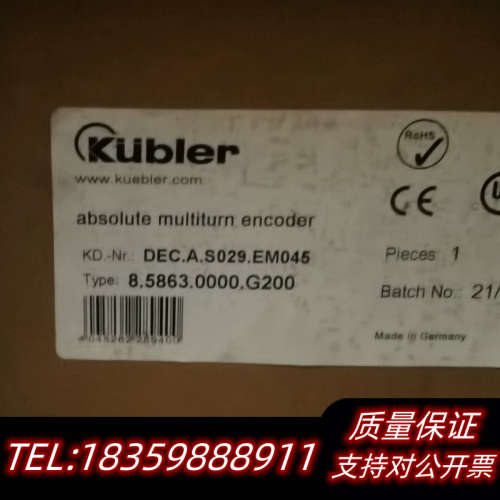 Kübler
RoHS
www.kuebler.com
CE
absolute multiturn encoder
KD.-Nr.: DEC.A.S029.EM045
Pieces: 1
Type: 8.5863.0000.G200
Batch No.: 21/
Made in Germany
TEL:18359888911
质量保证
支持对公开票